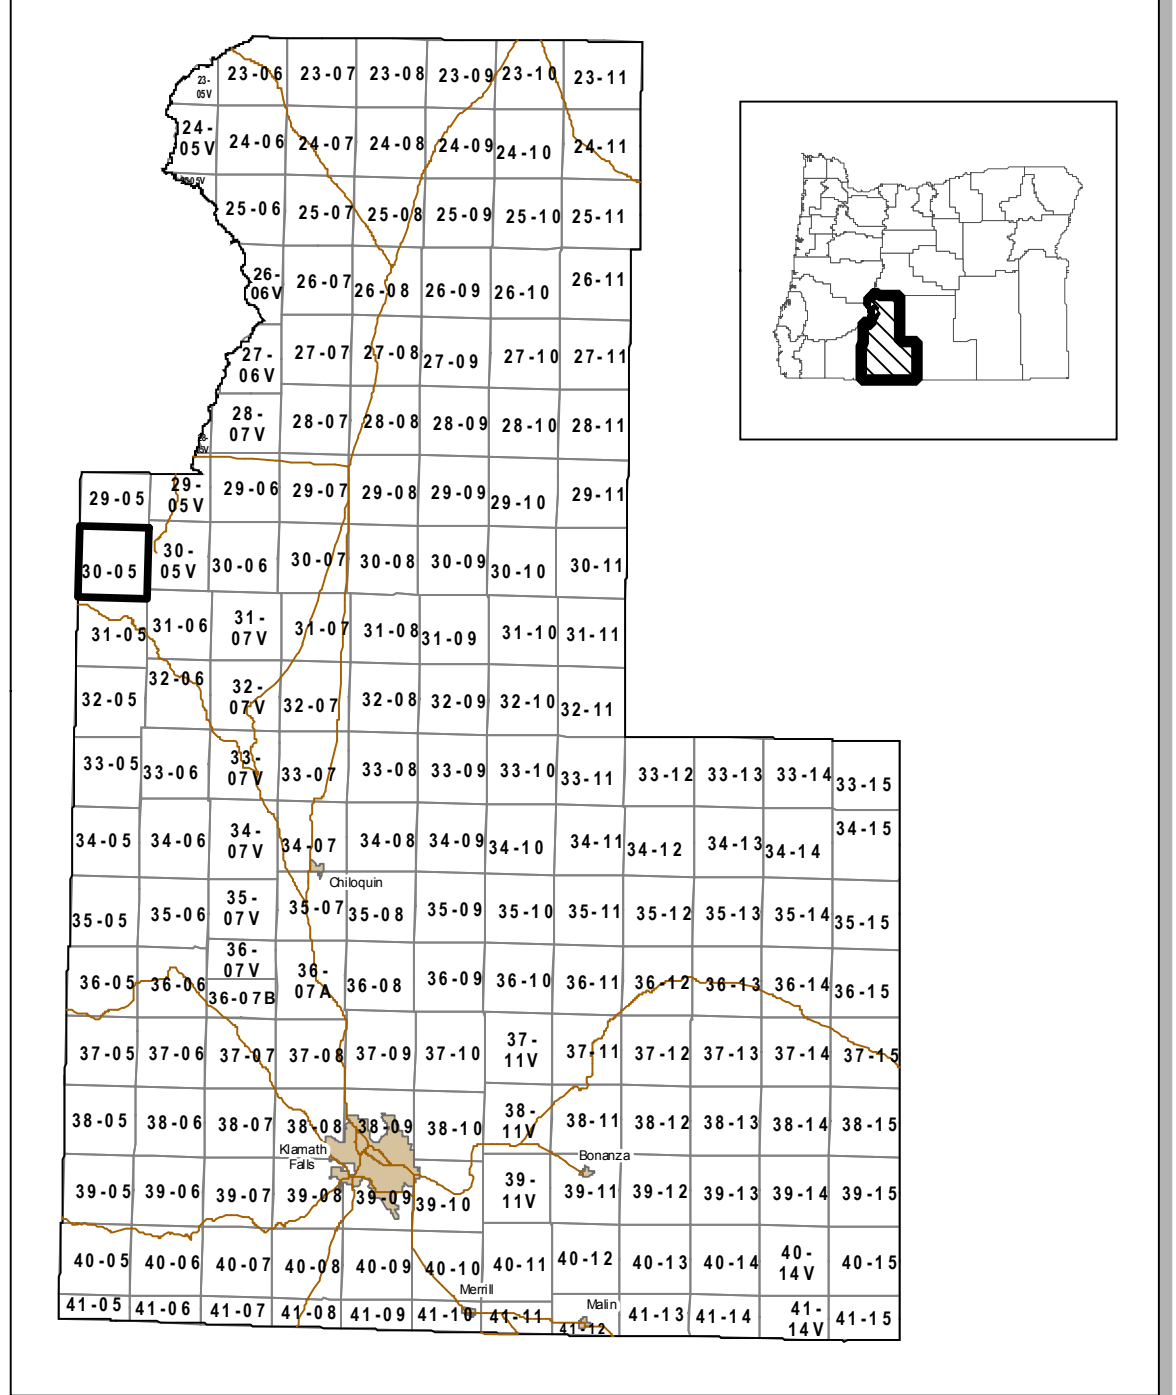 23-
05V
23-06 23-07 23-08 23-09 23-10 23-11
24-
05V
24-06 24-07 24-08 24-09 24-10 24-11
25-06 25-07 25-08 25-09 25-10 25-11
26-
06V
26-07 26-08 26-09 26-10 26-11
27-
06V
27-07 27-08 27-09 27-10 27-11
28-
07V
28-07 28-08 28-09 28-10 28-11
29-05
29-
05V
29-06 29-07 29-08 29-09 29-10 29-11
30-05
30-
05V
30-06 30-07 30-08 30-09 30-10 30-11
31-05 31-06
31-
07V
31-07 31-08 31-09 31-10 31-11
32-05 32-06
32-
07V
32-07 32-08 32-09 32-10 32-11
33-05 33-06
33-
07V
33-07 33-08 33-09 33-10 33-11 33-12 33-13 33-14 33-15
34-05 34-06
34-
07V
34-07 34-08 34-09 34-10 34-11 34-12 34-13 34-14 34-15
Chiloquin
35-05 35-06
35-
07V
35-07 35-08 35-09 35-10 35-11 35-12 35-13 35-14 35-15
36-05 36-06
36-
07V
36-07B
36-
07A
36-08 36-09 36-10 36-11 36-12 36-13 36-14 36-15
37-05 37-06 37-07 37-08 37-09 37-10
37-
11V
37-11 37-12 37-13 37-14 37-15
38-05 38-06 38-07 38-08 38-09 38-10
38-
11V
38-11 38-12 38-13 38-14 38-15
Klamath
Falls
Bonanza
39-05 39-06 39-07 39-08 39-09 39-10
39-
11V
39-11 39-12 39-13 39-14 39-15
40-05 40-06 40-07 40-08 40-09 40-10 40-11 40-12 40-13 40-14
40-
14V
40-15
Merrill
Malin
41-05 41-06 41-07 41-08 41-09 41-10 41-11 41-12 41-13 41-14
41-
14V
41-15